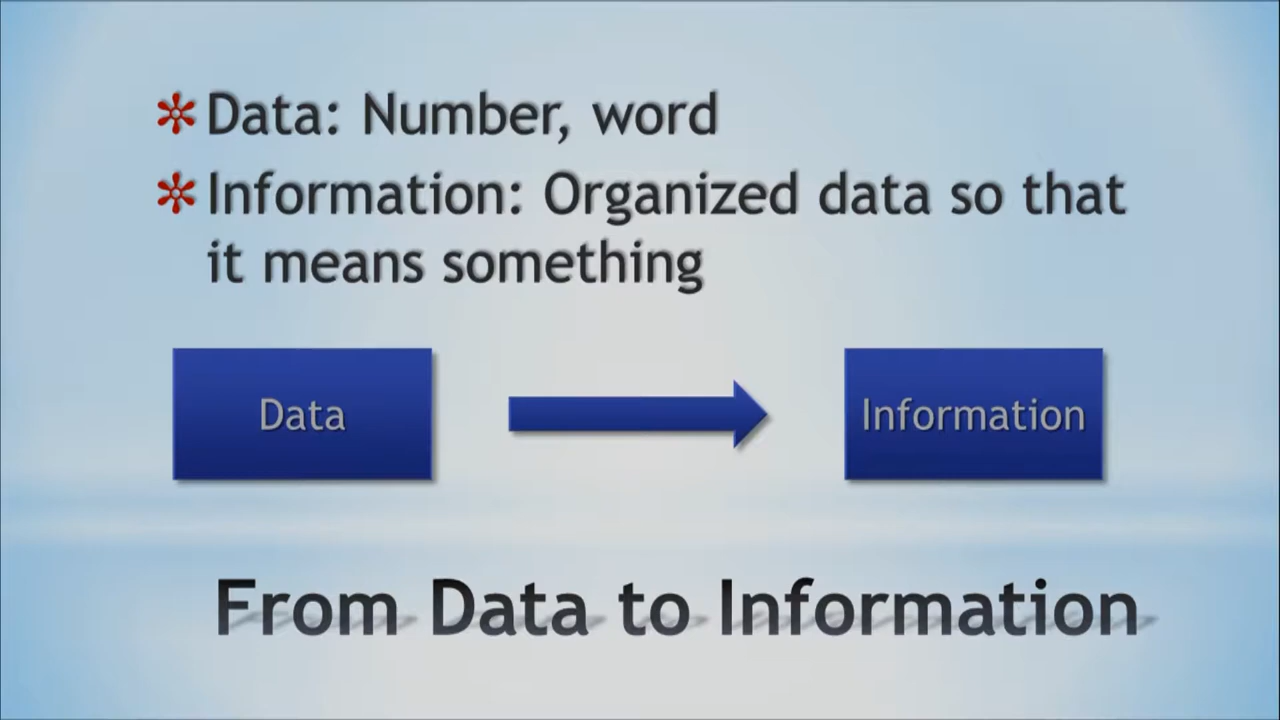 Data: Number, word
Information: Organized data so that
it means something
Data
Information
From Data to Information